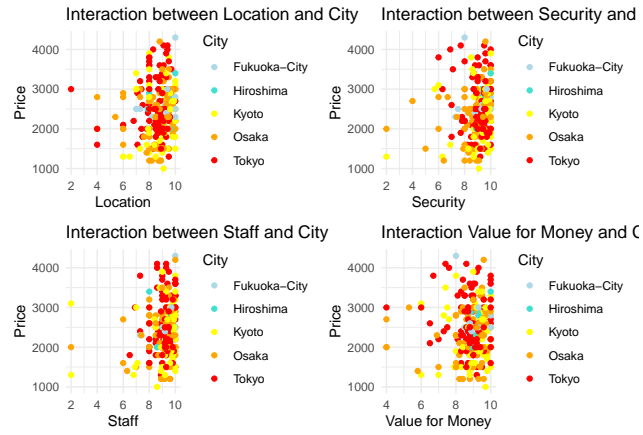 Interaction between Location and City
Price
4000
3000
2000
1000
2 4 6 8 10
Location
City
Fukuoka−City
Hiroshima
Kyoto
Osaka
Tokyo
Interaction between Security and
Price
4000
3000
2000
1000
2 4 6 8 10
Security
City
Fukuoka−City
Hiroshima
Kyoto
Osaka
Tokyo
Interaction between Staff and City
Price
4000
3000
2000
1000
2 4 6 8 10
Staff
City
Fukuoka−City
Hiroshima
Kyoto
Osaka
Tokyo
Interaction Value for Money and C
Price
4000
3000
2000
1000
4 6 8 10
Value for Money
City
Fukuoka−City
Hiroshima
Kyoto
Osaka
Tokyo